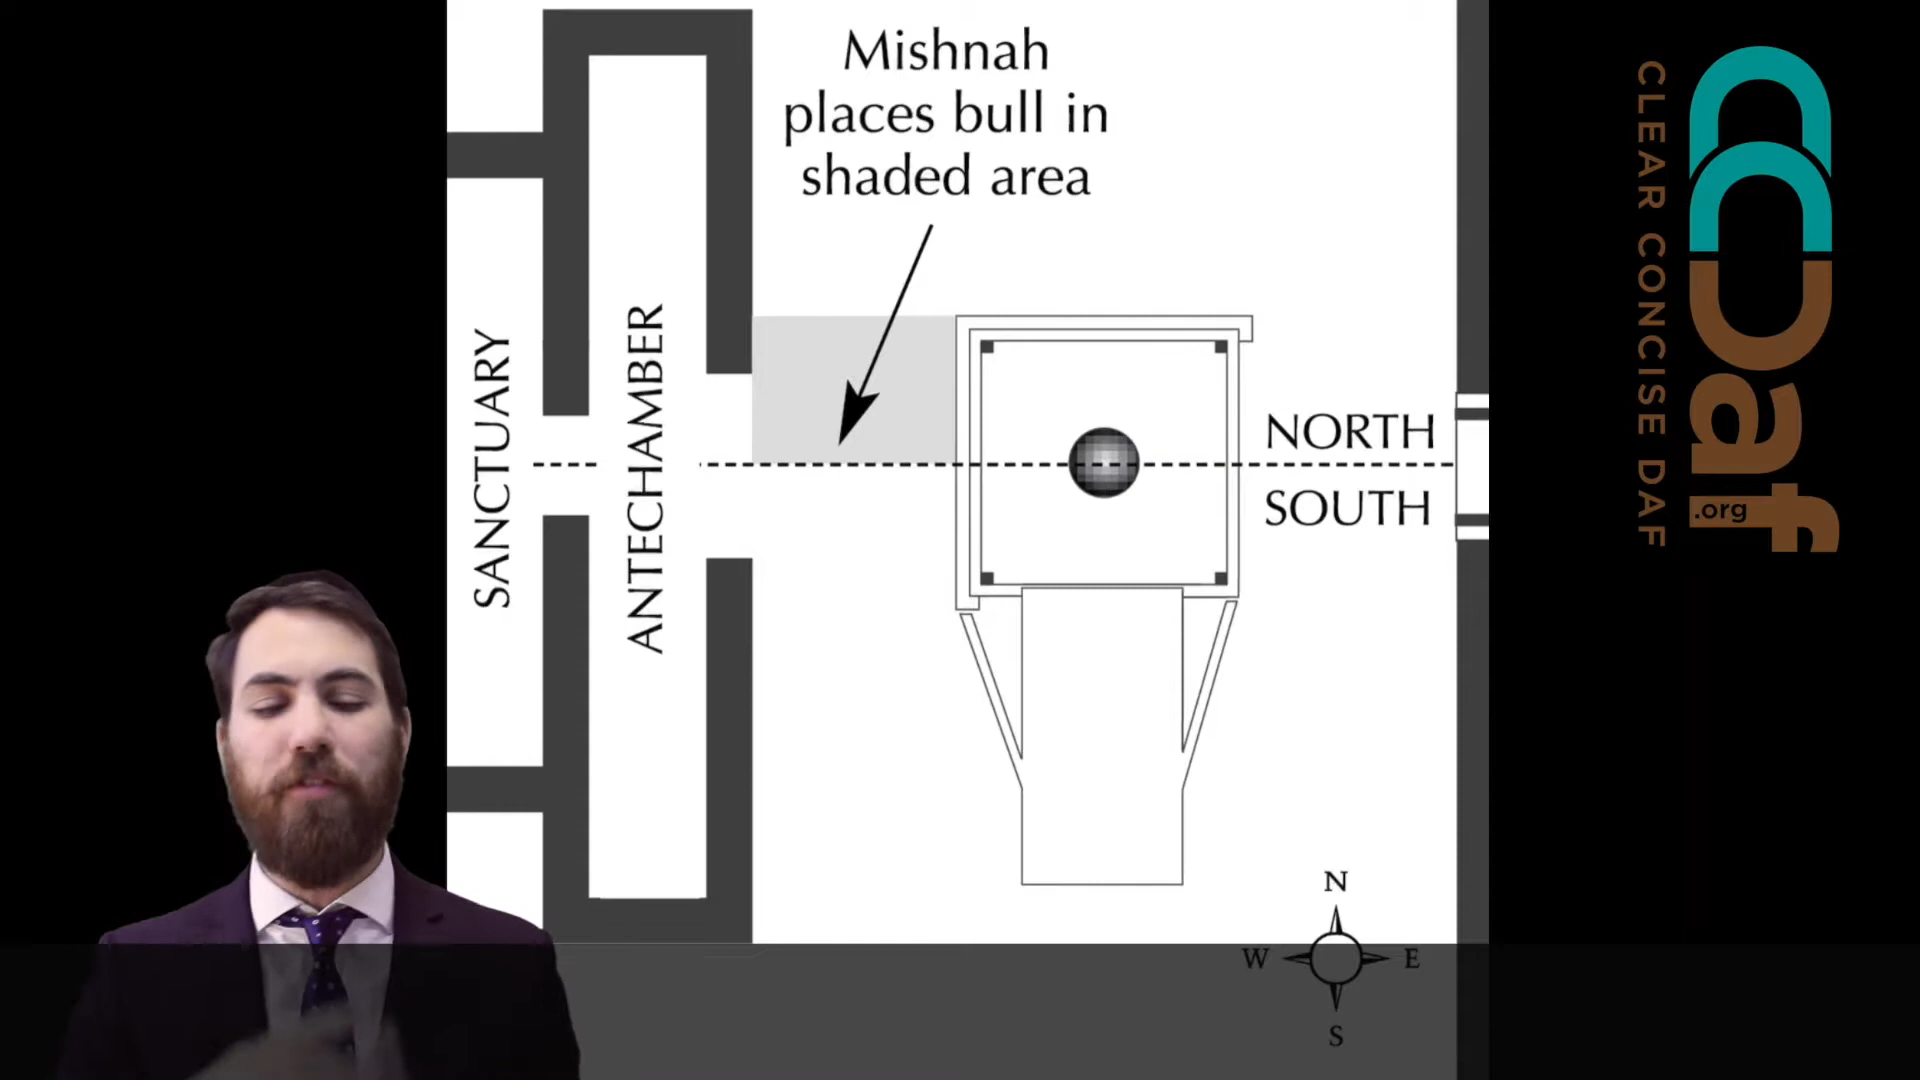 Mishnah
places bull in
shaded area
SANCTUARY
ANTECHAMBER
NORTH
SOUTH
N
W E
S
CLEAR CONCISE DAF
CCDaf
.org